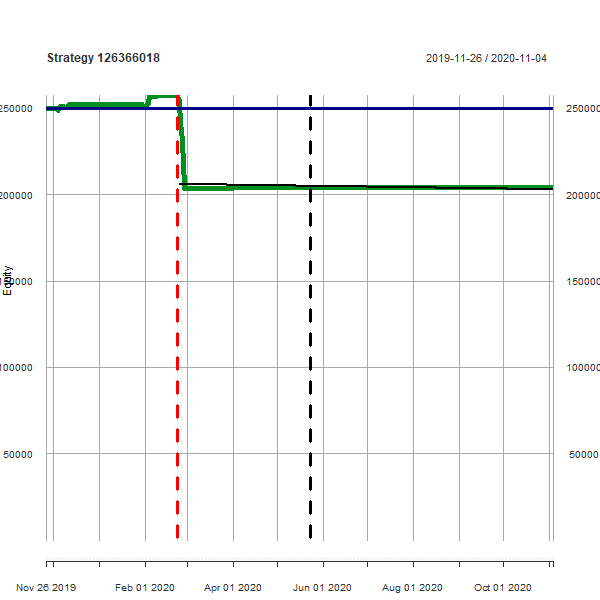 Strategy 126366018
2019-11-26 / 2020-11-04
250000
250000
200000
200000
Equity
150000
150000
100000
100000
50000
50000
Nov 26 2019
Feb 01 2020
Apr 01 2020
Jun 01 2020
Aug 01 2020
Oct 01 2020